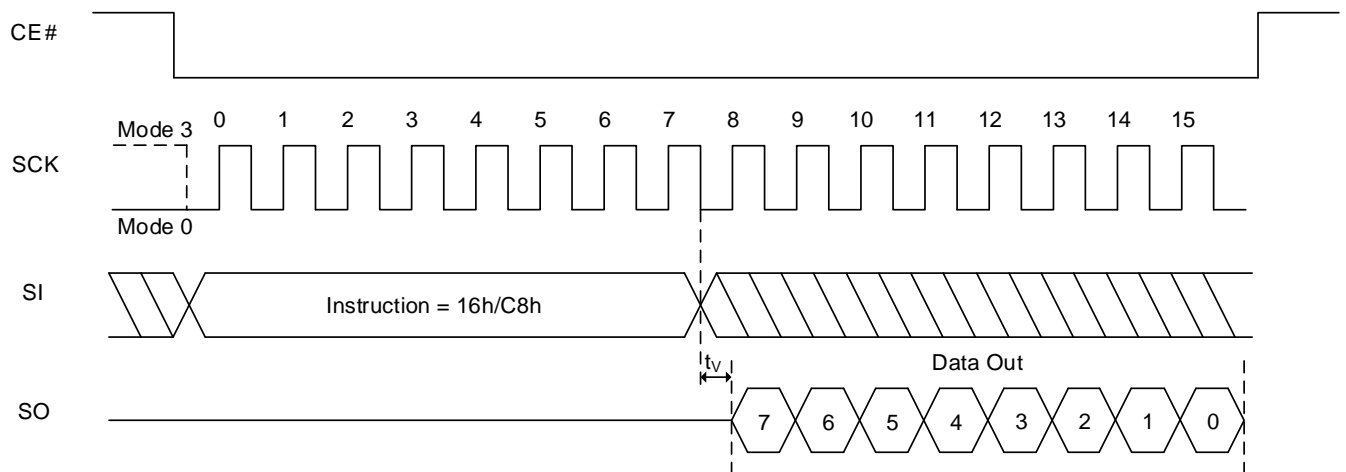 CE#
Mode 3 0 1 2 3 4 5 6 7 8 9 10 11 12 13 14 15
SCK
Mode 0
SI
Instruction = 16h/C8h
tV Data Out
SO
7 6 5 4 3 2 1 0